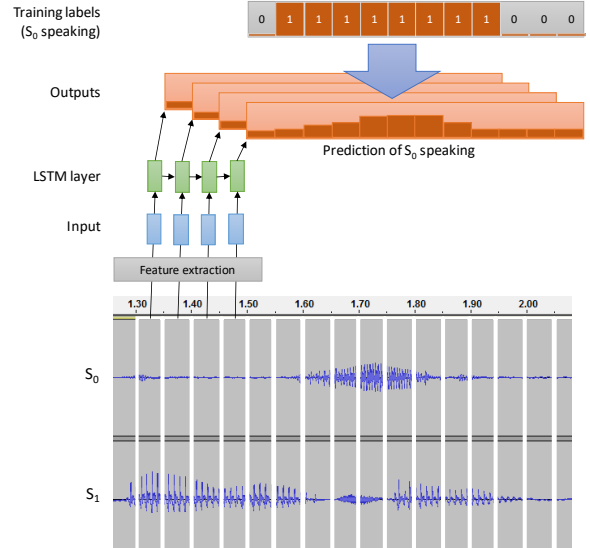 Training labels
(S0 speaking)
0 1 1 1 1 1 1 1 1 0 0 0
Outputs
Prediction of S0 speaking
LSTM layer
Input
Feature extraction
1.30 1.40 1.50 1.60 1.70 1.80 1.90 2.00
S0
S1